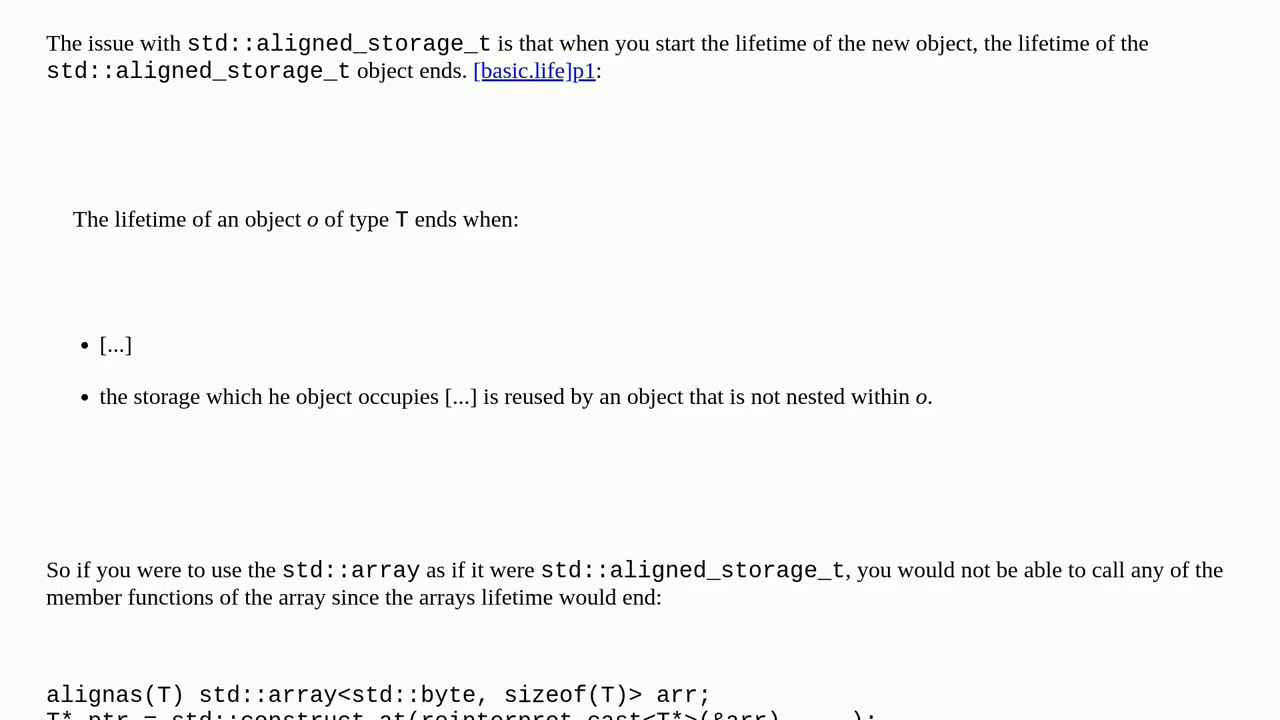 The issue with std::aligned_storage_t is that when you start the lifetime of the new object, the lifetime of the
std::aligned_storage_t object ends. [basic.life]p1:
The lifetime of an object o of type T ends when:
• [...]
• the storage which he object occupies [...] is reused by an object that is not nested within o.
So if you were to use the std::array as if it were std::aligned_storage_t, you would not be able to call any of the
member functions of the array since the arrays lifetime would end:
alignas(T) std::array<std::byte, sizeof(T)> arr;
T* ptr = std::construct_at(reinterpret_cast<T*>(&arr), ...);